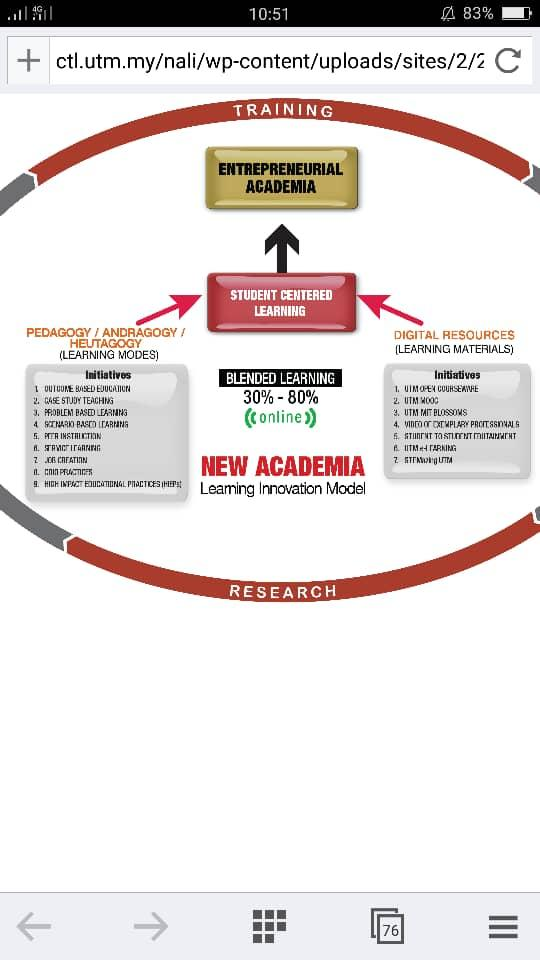 4G
10:51
83%
ctl.utm.my/nali/wp-content/uploads/sites/2/2
TRAINING
ENTREPRENEURIAL
ACADEMIA
STUDENT CENTERED
LEARNING
PEDAGOGY / ANDRAGOGY /
HEUTAGOGY
(LEARNING MODES)
Initiatives
1. OUTCOME BASED EDUCATION
2. CASE STUDY TEACHING
3. PROBLEM BASED LEARNING
4. SCENARIO BASED LEARNING
5. PEER INSTRUCTION
6. SERVICE LEARNING
7. JOB CREATION
8. CDIO PRACTICES
9. HIGH IMPACT EDUCATIONAL PRACTICES (HIEPs)
DIGITAL RESOURCES
(LEARNING MATERIALS)
Initiatives
1. UTM OPEN COURSEWARE
2. UTM MOOC
3. UTM MIT BLOSSOMS
4. VIDEO OF EXEMPLARY PROFESSIONALS
5. STUDENT TO STUDENT EDUTAINMENT
6. UTM e-LEARNING
7. STEMazing UTM
BLENDED LEARNING
30% - 80%
((online))
NEW ACADEMIA
Learning Innovation Model
RESEARCH
76